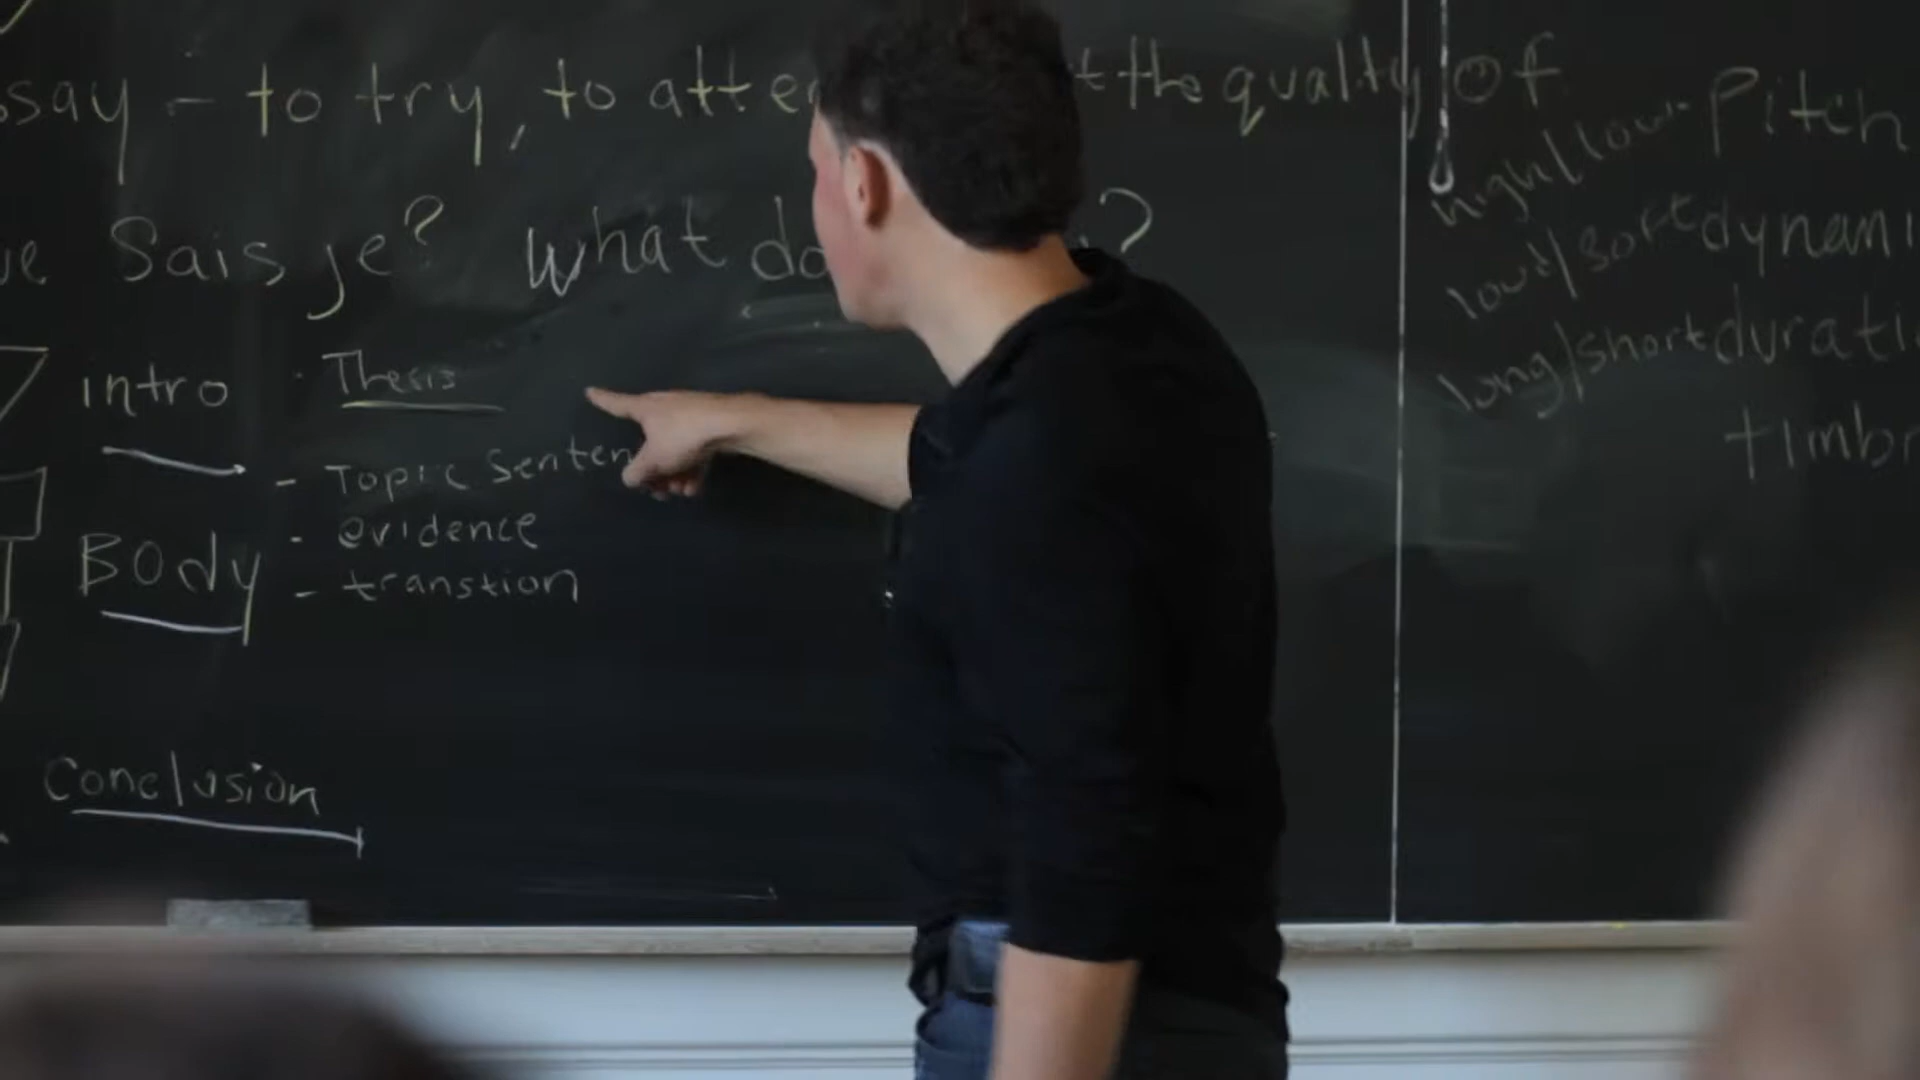 ssay - to try, to atte the quality of
Sais je? what do ?
intro - Thesis
- Topic Senten
- evidence
Body - transtion
Conclusion
high/low - Pitch
loud/soft dynami
long/short durati
timbr